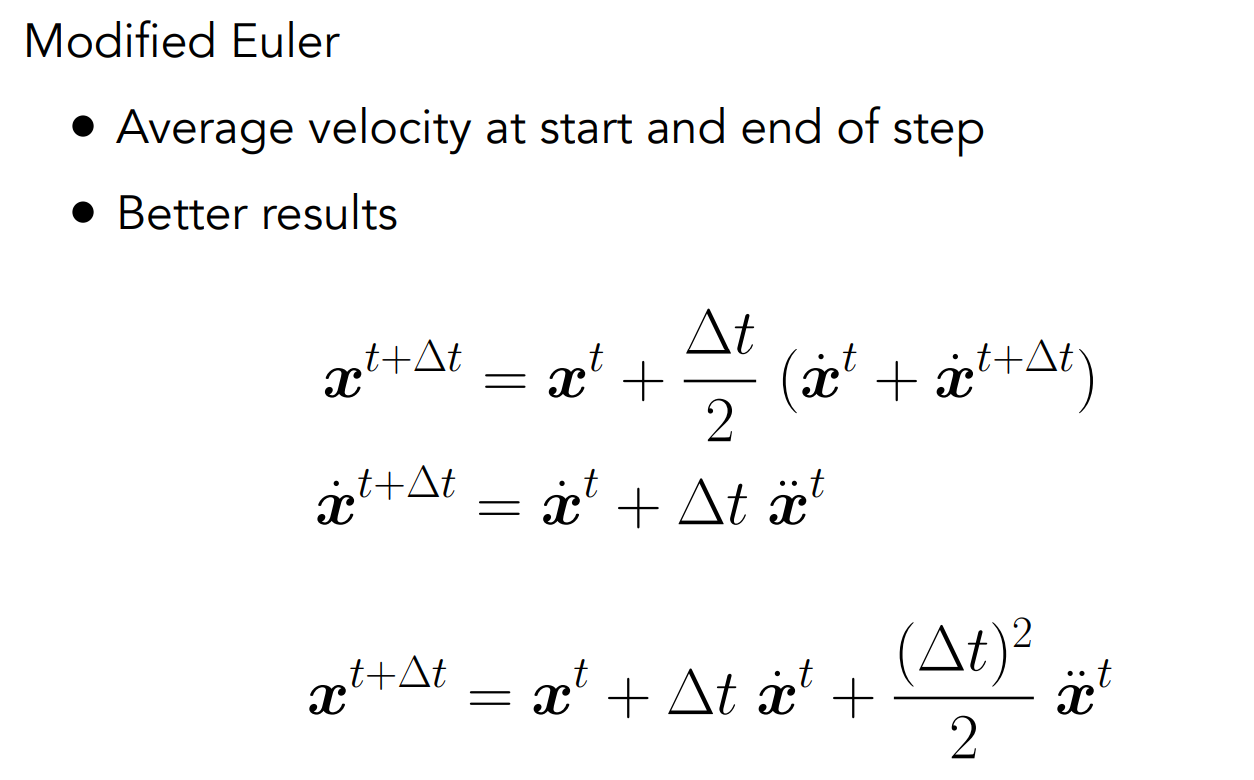 Modified Euler
• Average velocity at start and end of step
• Better results
$\boldsymbol{x}^{t+\Delta t} = \boldsymbol{x}^{t} + \frac{\Delta t}{2} \left(\dot{\boldsymbol{x}}^{t} + \dot{\boldsymbol{x}}^{t+\Delta t}\right)$
$\dot{\boldsymbol{x}}^{t+\Delta t} = \dot{\boldsymbol{x}}^{t} + \Delta t \ \ddot{\boldsymbol{x}}^{t}$
$\boldsymbol{x}^{t+\Delta t} = \boldsymbol{x}^{t} + \Delta t \ \dot{\boldsymbol{x}}^{t} + \frac{(\Delta t)^2}{2} \ \ddot{\boldsymbol{x}}^{t}$